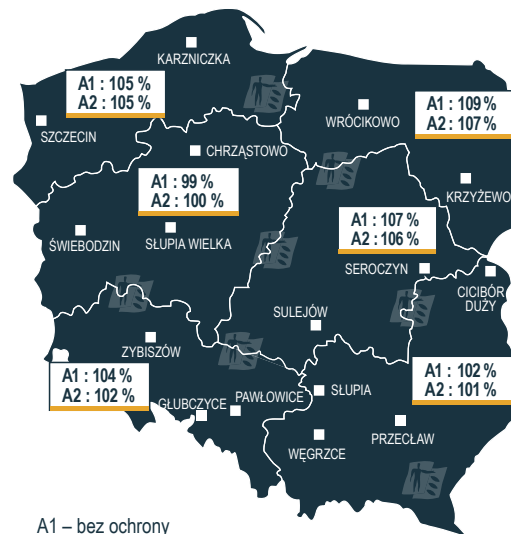 KARZNICZKA
A1 : 105 %
A2 : 105 %
SZCZECIN
WRÓCIKOWO
A1 : 109 %
A2 : 107 %
CHRZĄSTOWO
A1 : 99 %
A2 : 100 %
KRZYŻEWO
ŚWIEBODZIN
SŁUPIA WIELKA
A1 : 107 %
A2 : 106 %
SEROCZYN
CICIBÓR
DUŻY
SULEJÓW
ZYBISZÓW
A1 : 104 %
A2 : 102 %
GŁUBCZYCE
PAWŁOWICE
SŁUPIA
A1 : 102 %
A2 : 101 %
PRZECŁAW
WĘGRZCE
A1 – bez ochrony